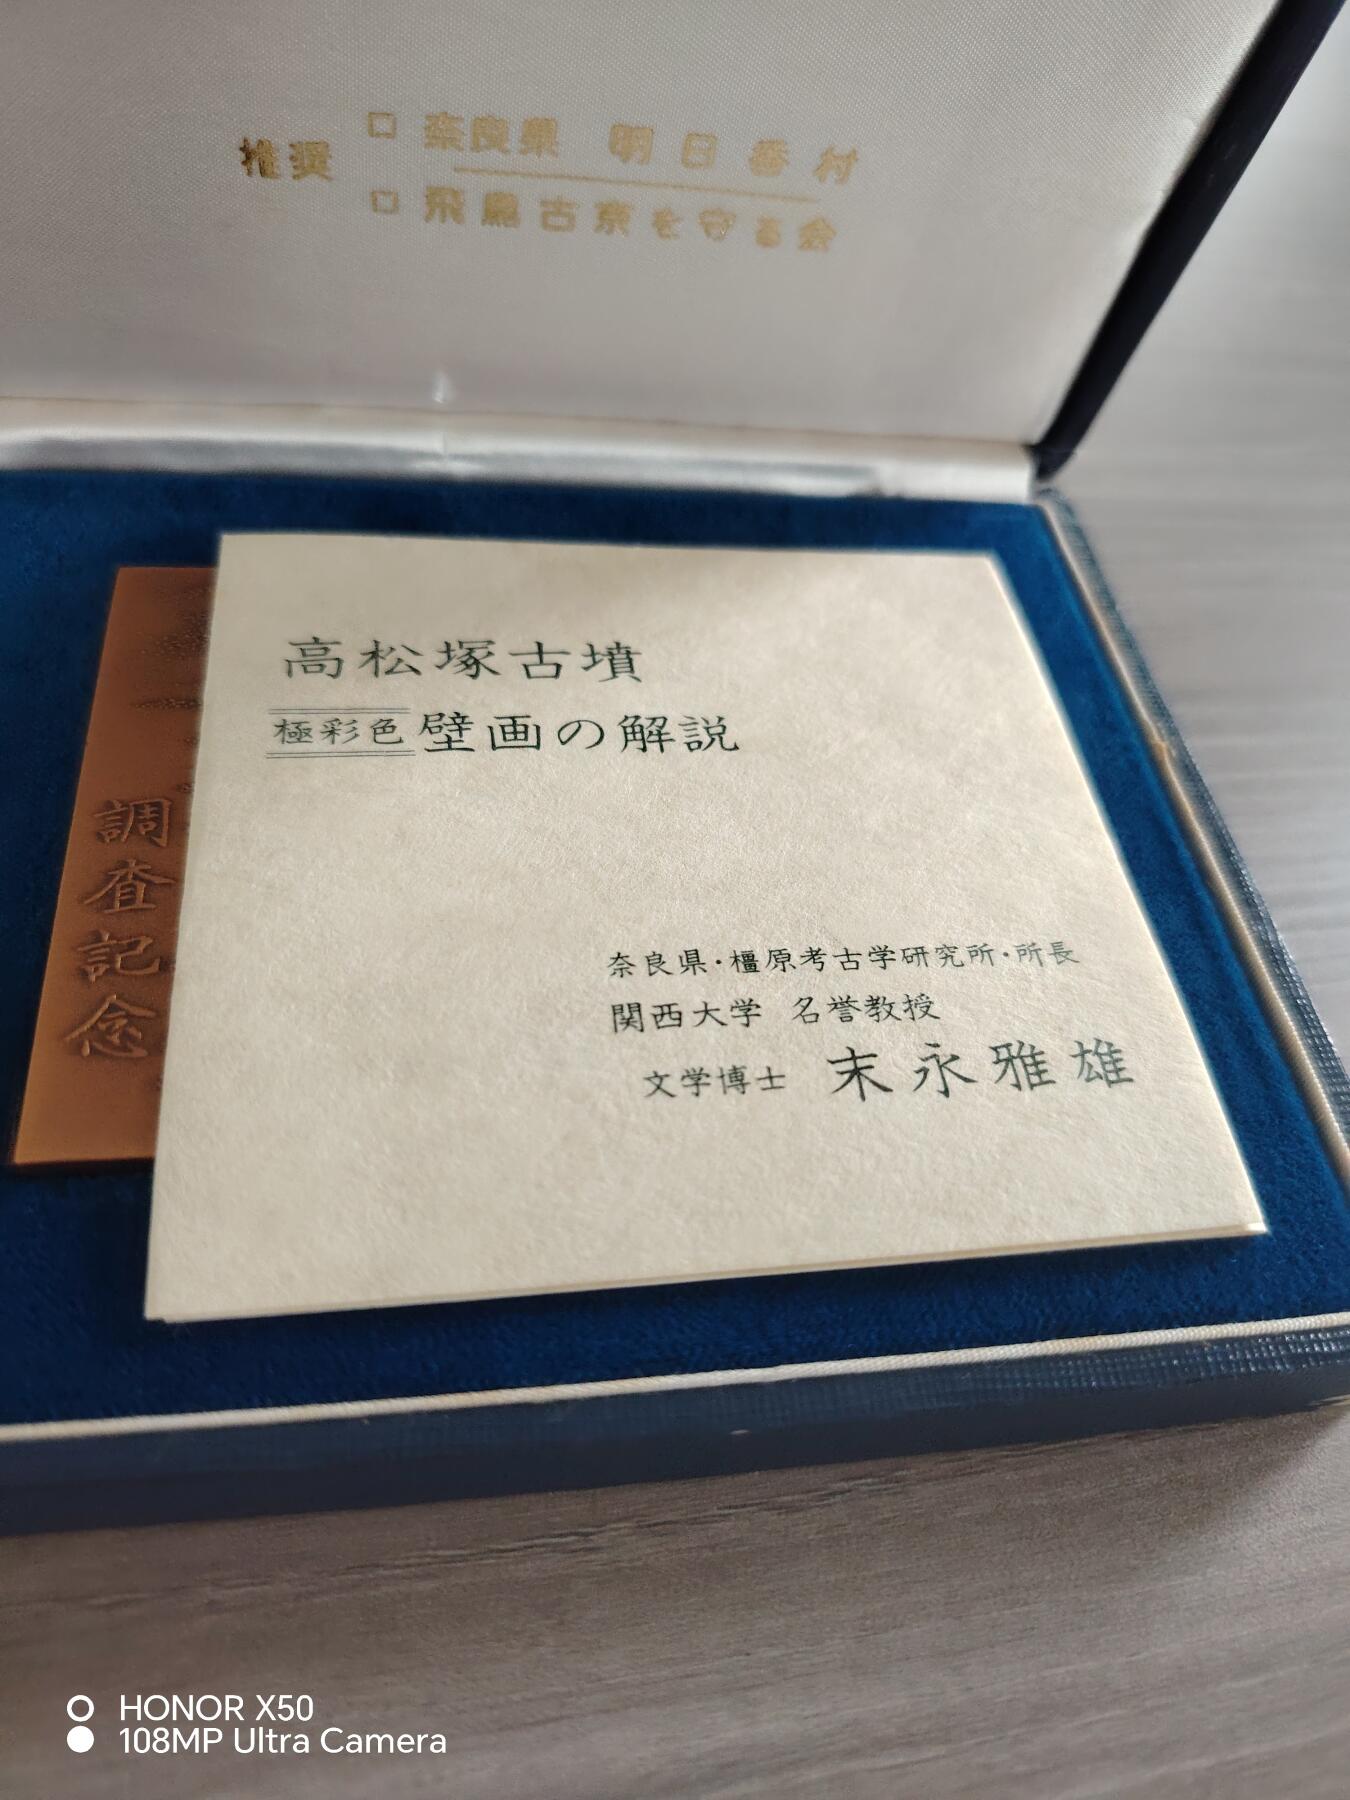 推奨
□ 奈良県 明日香村
□ 飛鳥古京を守る会
高松塚古墳
極彩色壁画の解説
奈良県・橿原考古学研究所・所長
関西大学 名誉教授
文学博士 末永雅雄
調査記念
HONOR X50
108MP Ultra Camera